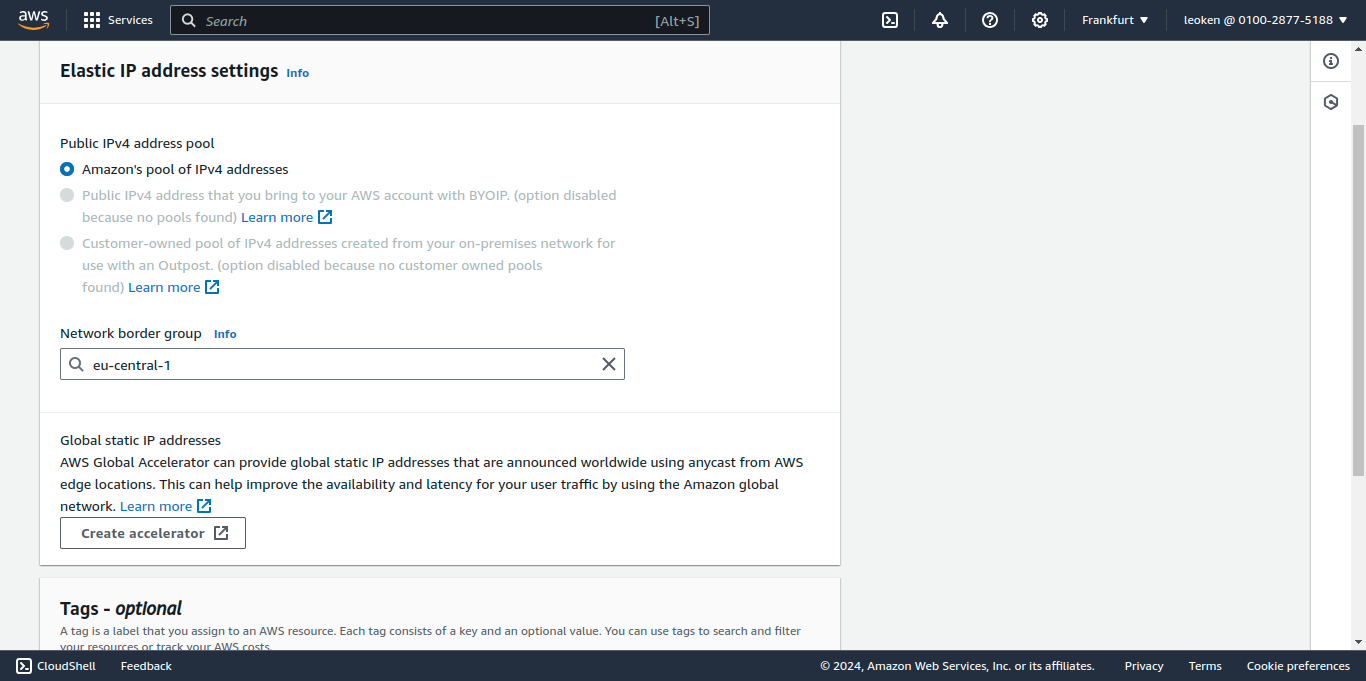 aws
Services
Search
[Alt+S]
Frankfurt
leoken @ 0100-2877-5188
Elastic IP address settings Info
Public IPv4 address pool
Amazon's pool of IPv4 addresses
Public IPv4 address that you bring to your AWS account with BYOIP. (option disabled
because no pools found) Learn more
Customer-owned pool of IPv4 addresses created from your on-premises network for
use with an Outpost. (option disabled because no customer owned pools
found) Learn more
Network border group Info
eu-central-1
Global static IP addresses
AWS Global Accelerator can provide global static IP addresses that are announced worldwide using anycast from AWS
edge locations. This can help improve the availability and latency for your user traffic by using the Amazon global
network. Learn more
Create accelerator
Tags - optional
A tag is a label that you assign to an AWS resource. Each tag consists of a key and an optional value. You can use tags to search and filter
your resources or track your AWS costs.
CloudShell
Feedback
© 2024, Amazon Web Services, Inc. or its affiliates.
Privacy
Terms
Cookie preferences